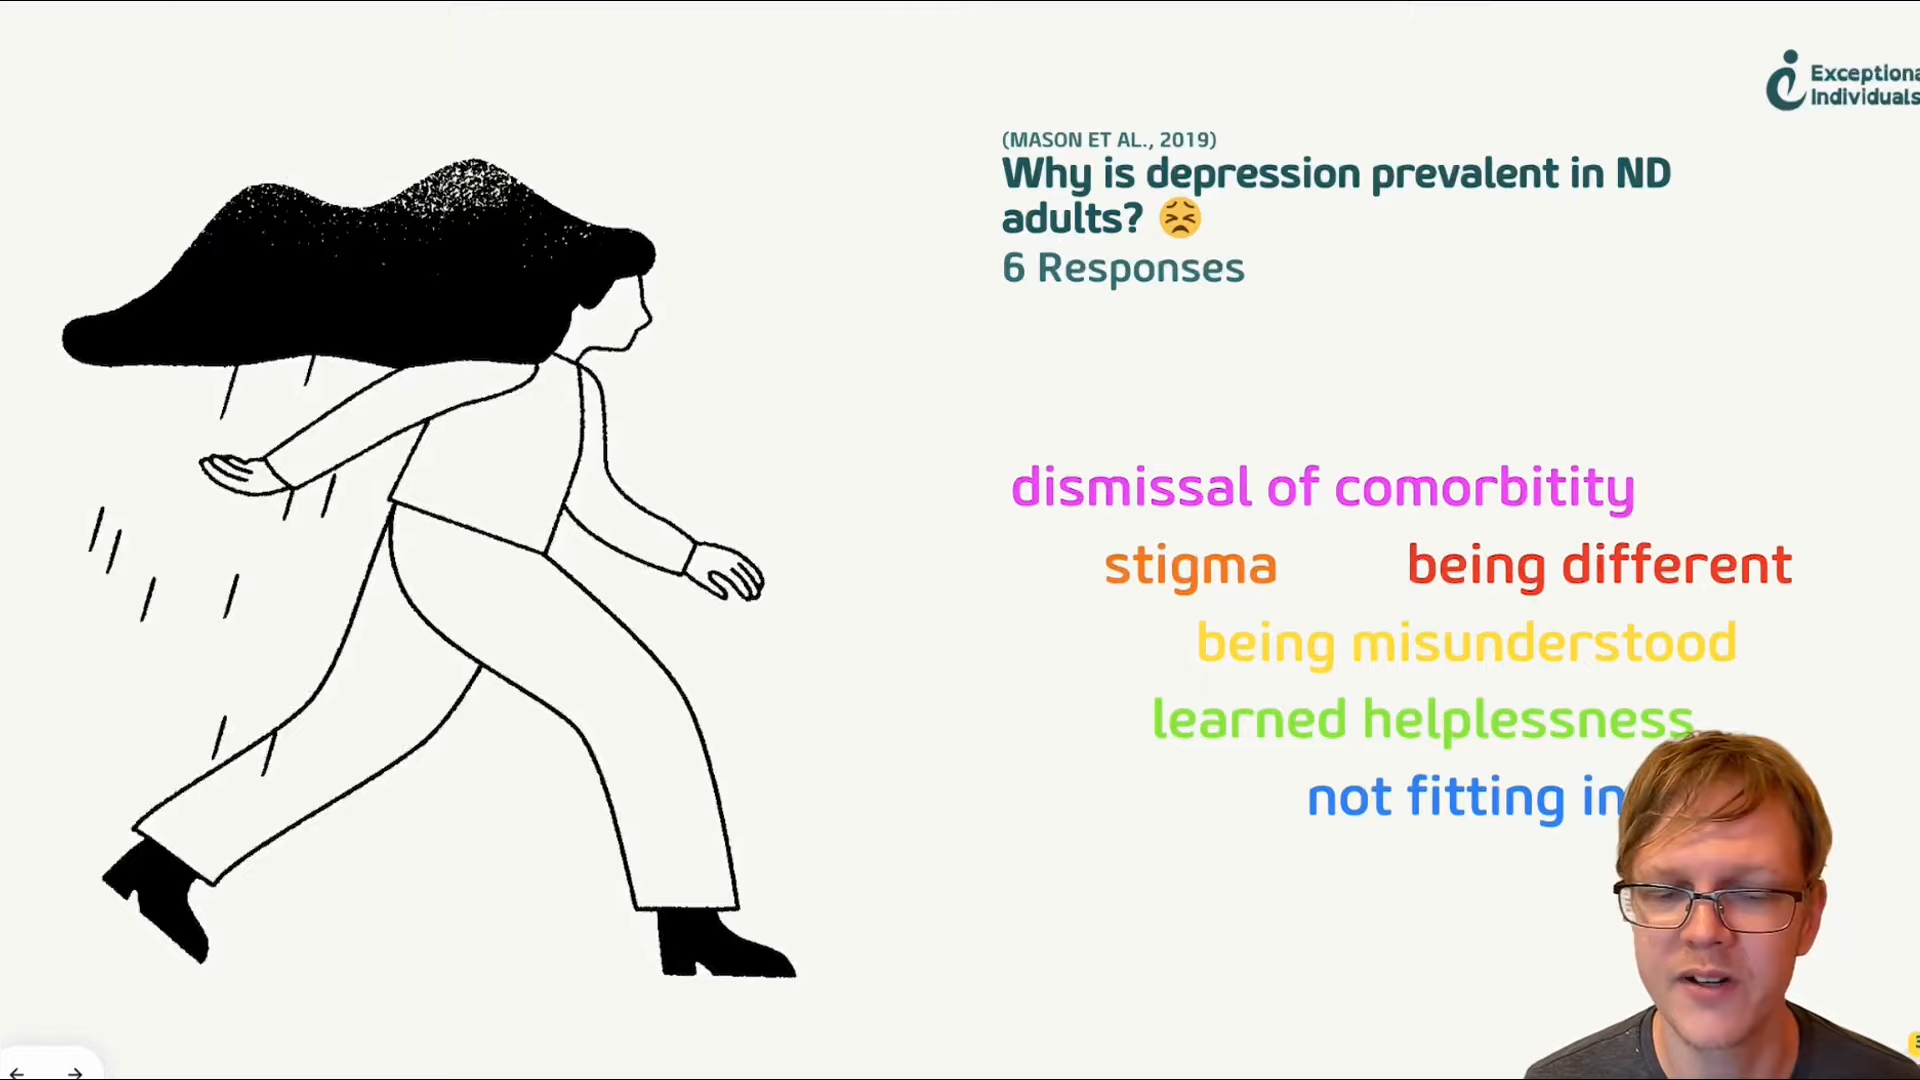 Exceptiona
Individuals
(MASON ET AL., 2019)
Why is depression prevalent in ND
adults? 😣
6 Responses
dismissal of comorbitity
stigma being different
being misunderstood
learned helplessness
not fitting in